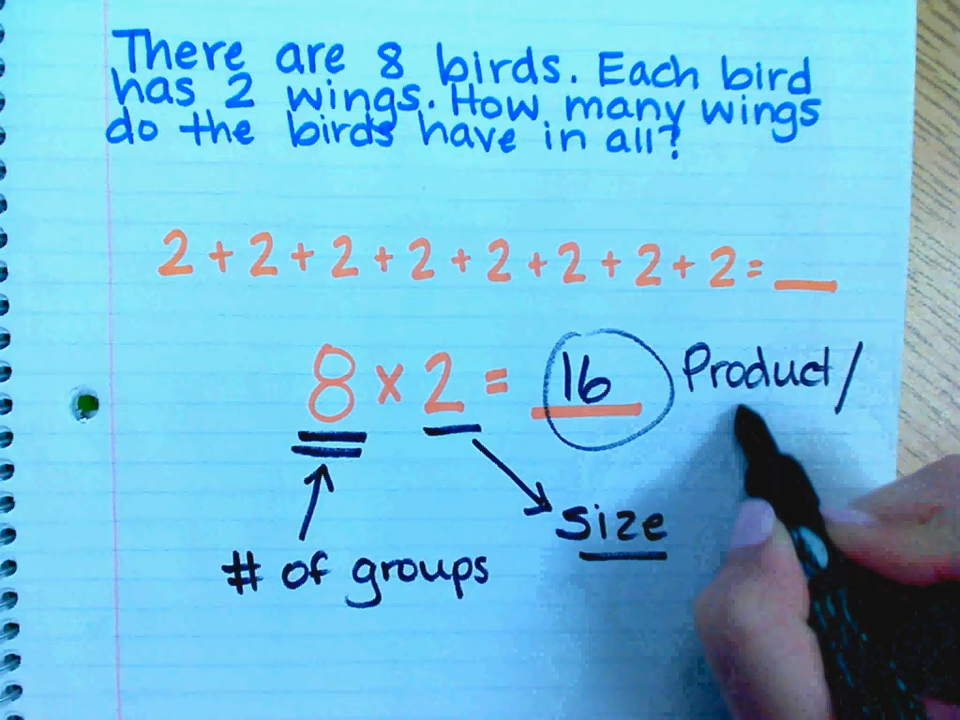 There are 8 birds. Each bird
has 2 wings. How many wings
do the birds have in all?
2 + 2 + 2 + 2 + 2 + 2 + 2 + 2 = __
8 x 2 = 16 Product/
size
# of groups